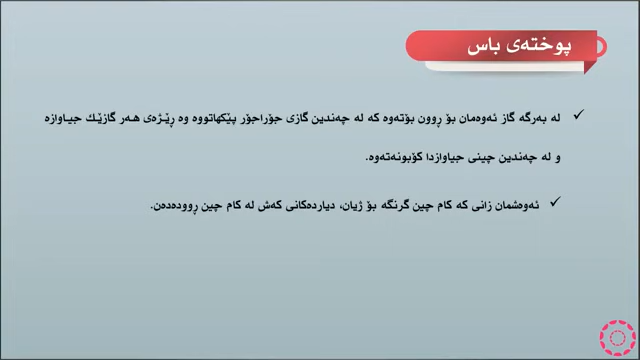 پوختەی باس
لە بەرگە گاز ئەوەمان بۆ ڕوون بۆتەوە کە لە چەندین گازی جۆراجۆر پێکهاتووە وە ڕێژەی هەر گازێك جیاوازە
و لە چەندین چینی جیاوازدا کۆبونەتەوە.
ئەوەشمان زانی کە کام چین گرنگە بۆ ژیان، دیاردەکانی کەش لە کام چین ڕوودەدەن.